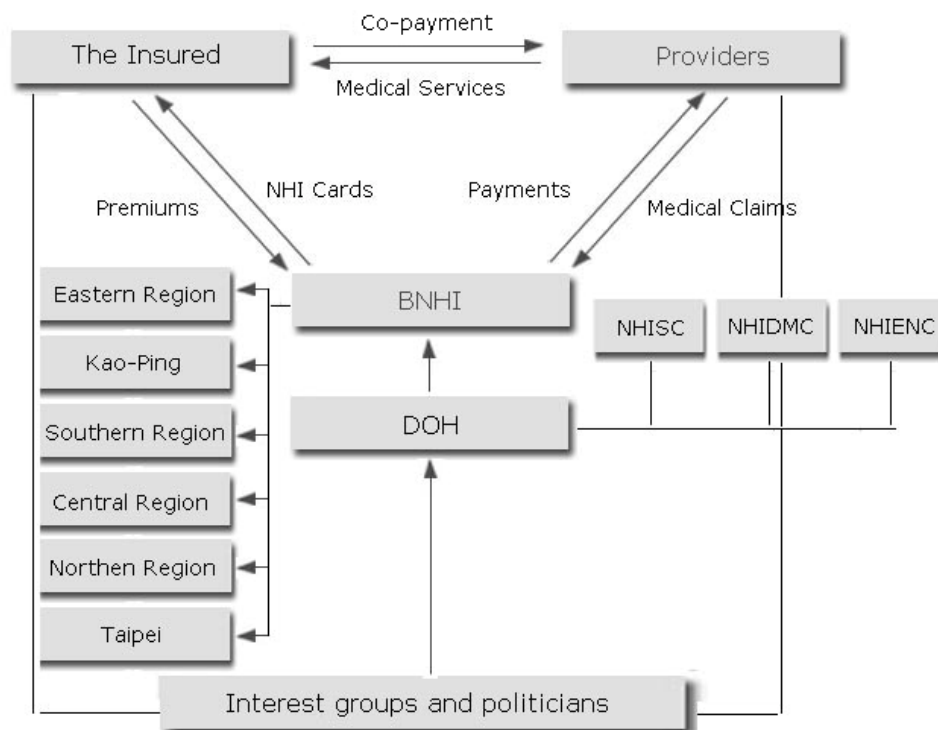 Co-payment
The Insured
Providers
Medical Services
NHI Cards
Payments
Premiums
Medical Claims
Eastern Region
BNHI
NHISC
NHIDMC
NHIENC
Kao-Ping
DOH
Southern Region
Central Region
Northen Region
Taipei
Interest groups and politicians